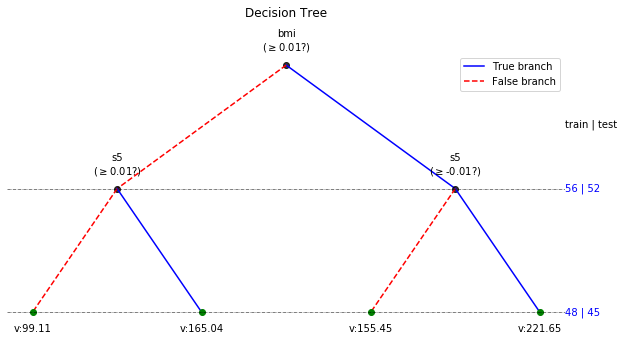 Decision Tree
bmi
(≥0.01?)
True branch
False branch
train | test
s5
(≥0.01?)
s5
(≥-0.01?)
56 | 52
48 | 45
v:99.11
v:165.04
v:155.45
v:221.65